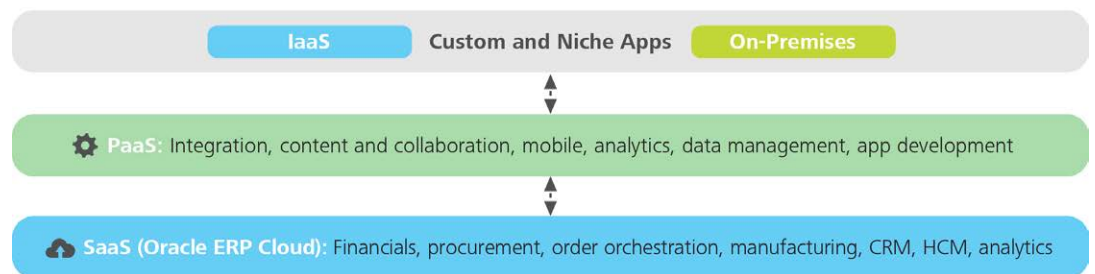 IaaS Custom and Niche Apps On-Premises
PaaS: Integration, content and collaboration, mobile, analytics, data management, app development
SaaS (Oracle ERP Cloud): Financials, procurement, order orchestration, manufacturing, CRM, HCM, analytics